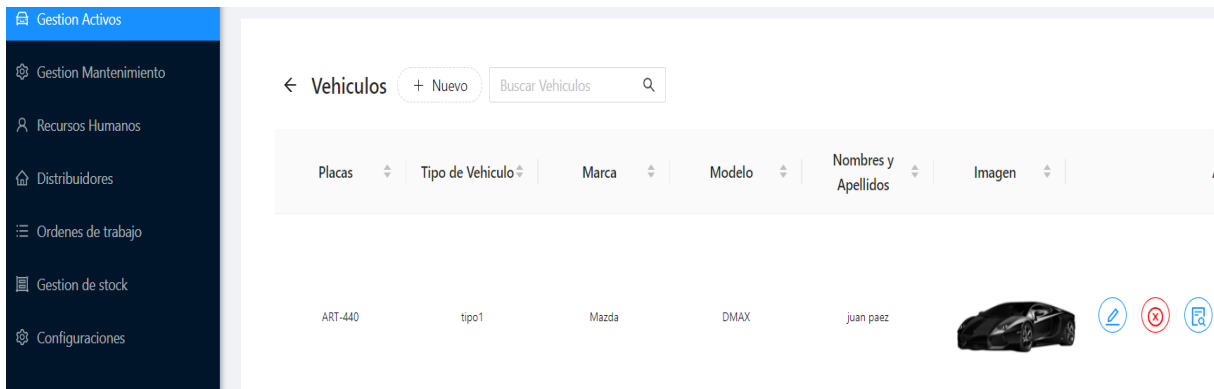 Gestion Activos
Gestion Mantenimiento
Recursos Humanos
Distribuidores
Ordenes de trabajo
Gestion de stock
Configuraciones
Vehiculos + Nuevo Buscar Vehiculos
Placas Tipo de Vehiculo Marca Modelo Nombres y Apellidos Imagen
ART-440 tipo1 Mazda DMAX juan paez